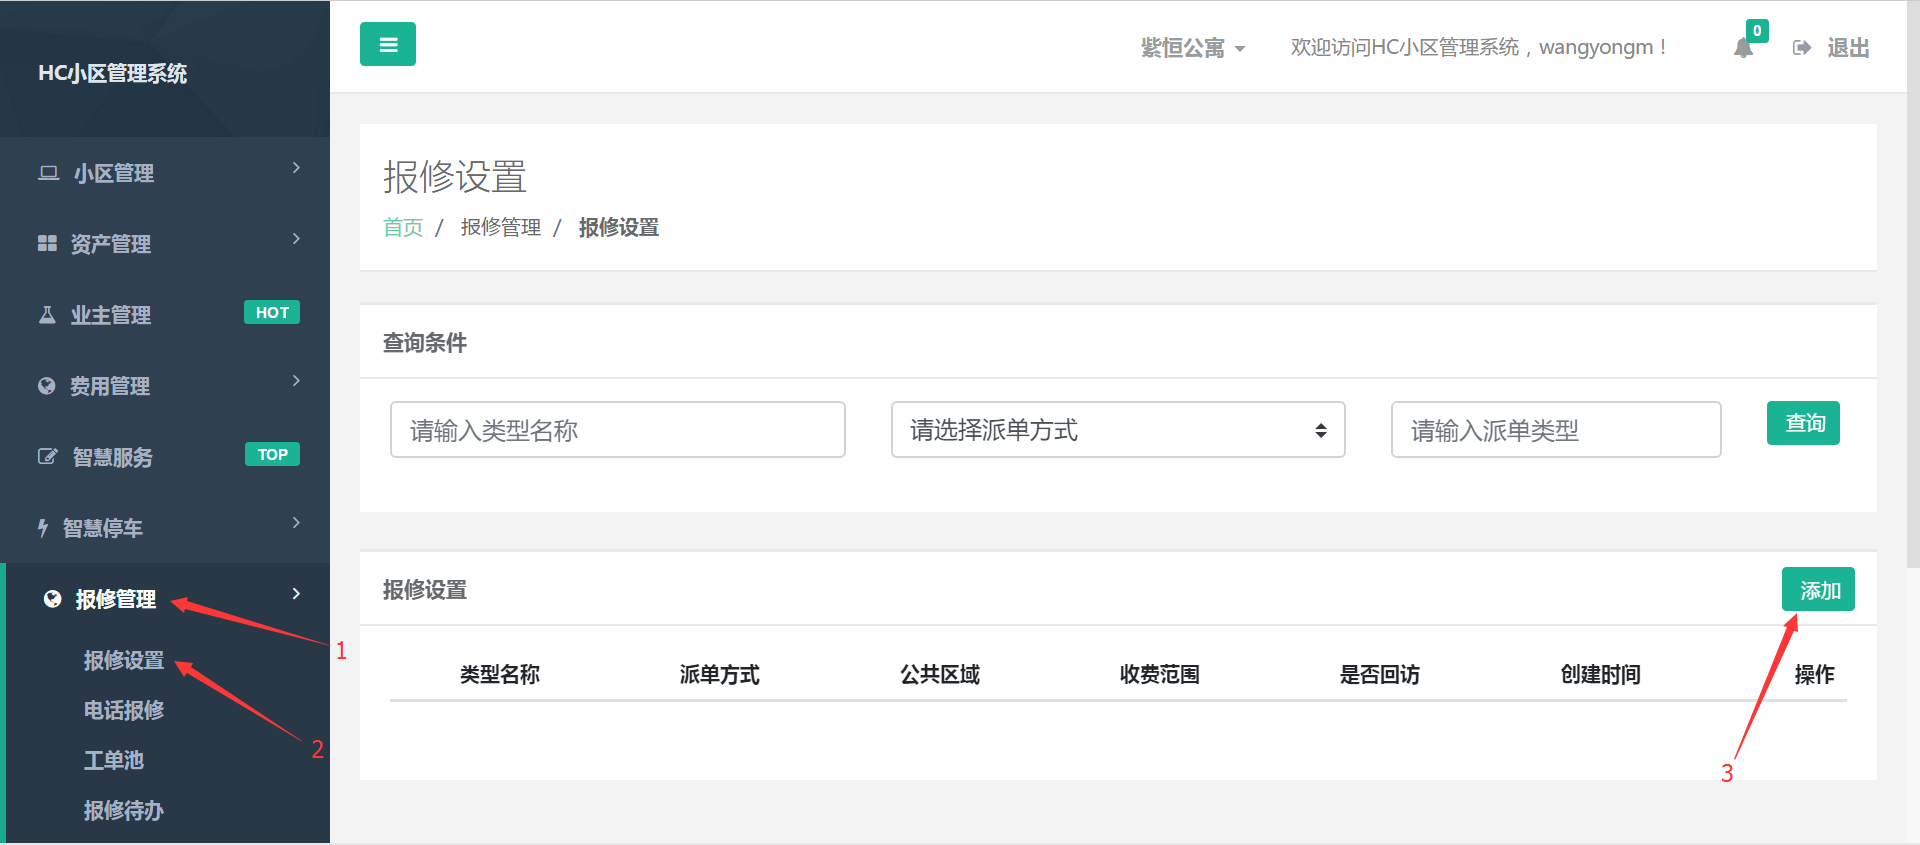 HC小区管理系统
紫恒公寓
欢迎访问HC小区管理系统，wangyongm！
0
退出
小区管理
资产管理
业主管理 HOT
费用管理
智慧服务 TOP
智慧停车
报修管理
报修设置
电话报修
工单池
报修待办
1
2
报修设置
首页 / 报修管理 / 报修设置
查询条件
请输入类型名称
请选择派单方式
请输入派单类型
查询
报修设置
添加
类型名称 派单方式 公共区域 收费范围 是否回访 创建时间 操作
3